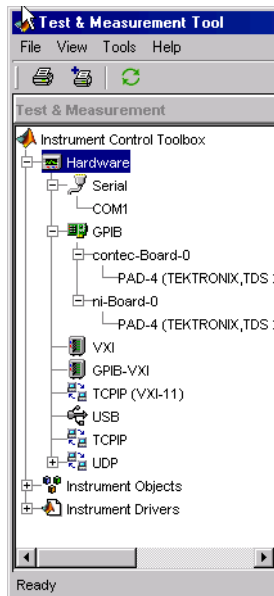 Test & Measurement Tool
File View Tools Help
Test & Measurement
Instrument Control Toolbox
Hardware
Serial
COM1
GPIB
contec-Board-0
PAD-4 (TEKTRONIX,TDS
ni-Board-0
PAD-4 (TEKTRONIX,TDS
VXI
GPIB-VXI
TCPIP (VXI-11)
USB
TCPIP
UDP
Instrument Objects
Instrument Drivers
Ready